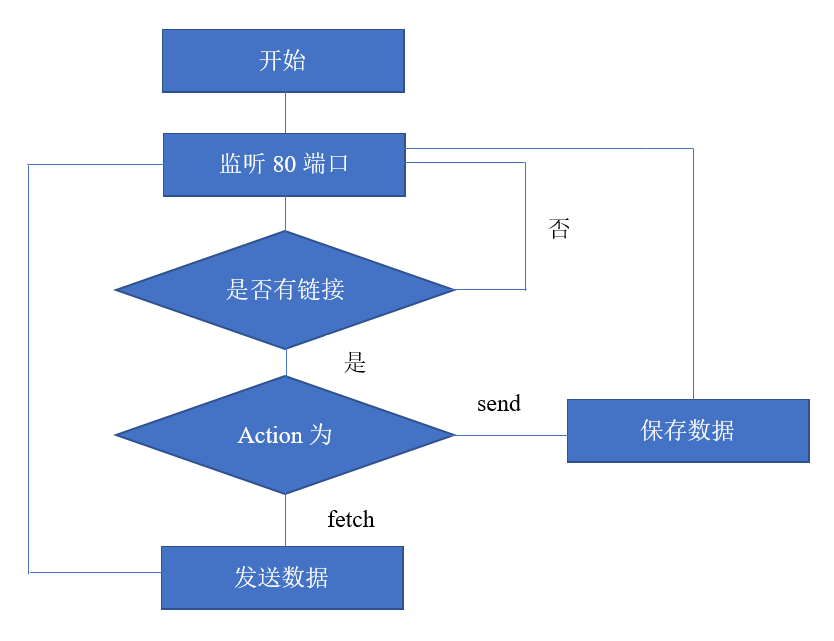 开始
监听 80 端口
否
是否有链接
是
send
Action 为
保存数据
fetch
发送数据